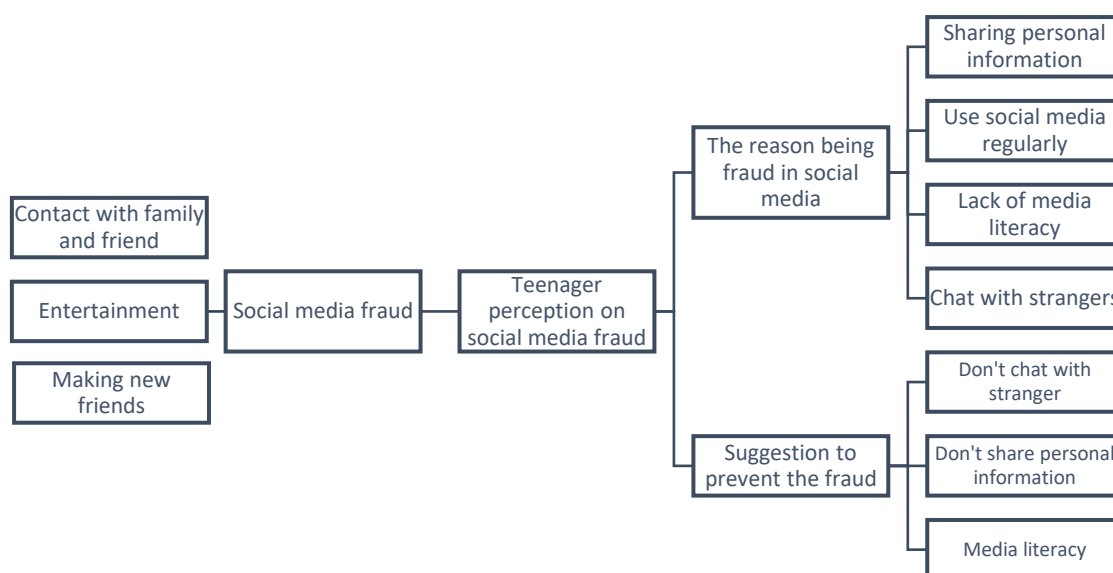 Contact with family
and friend
Entertainment
Making new
friends
Social media fraud
Teenager
perception on
social media fraud
The reason being
fraud in social
media
Suggestion to
prevent the fraud
Sharing personal
information
Use social media
regularly
Lack of media
literacy
Chat with strangers
Don't chat with
stranger
Don't share personal
information
Media literacy